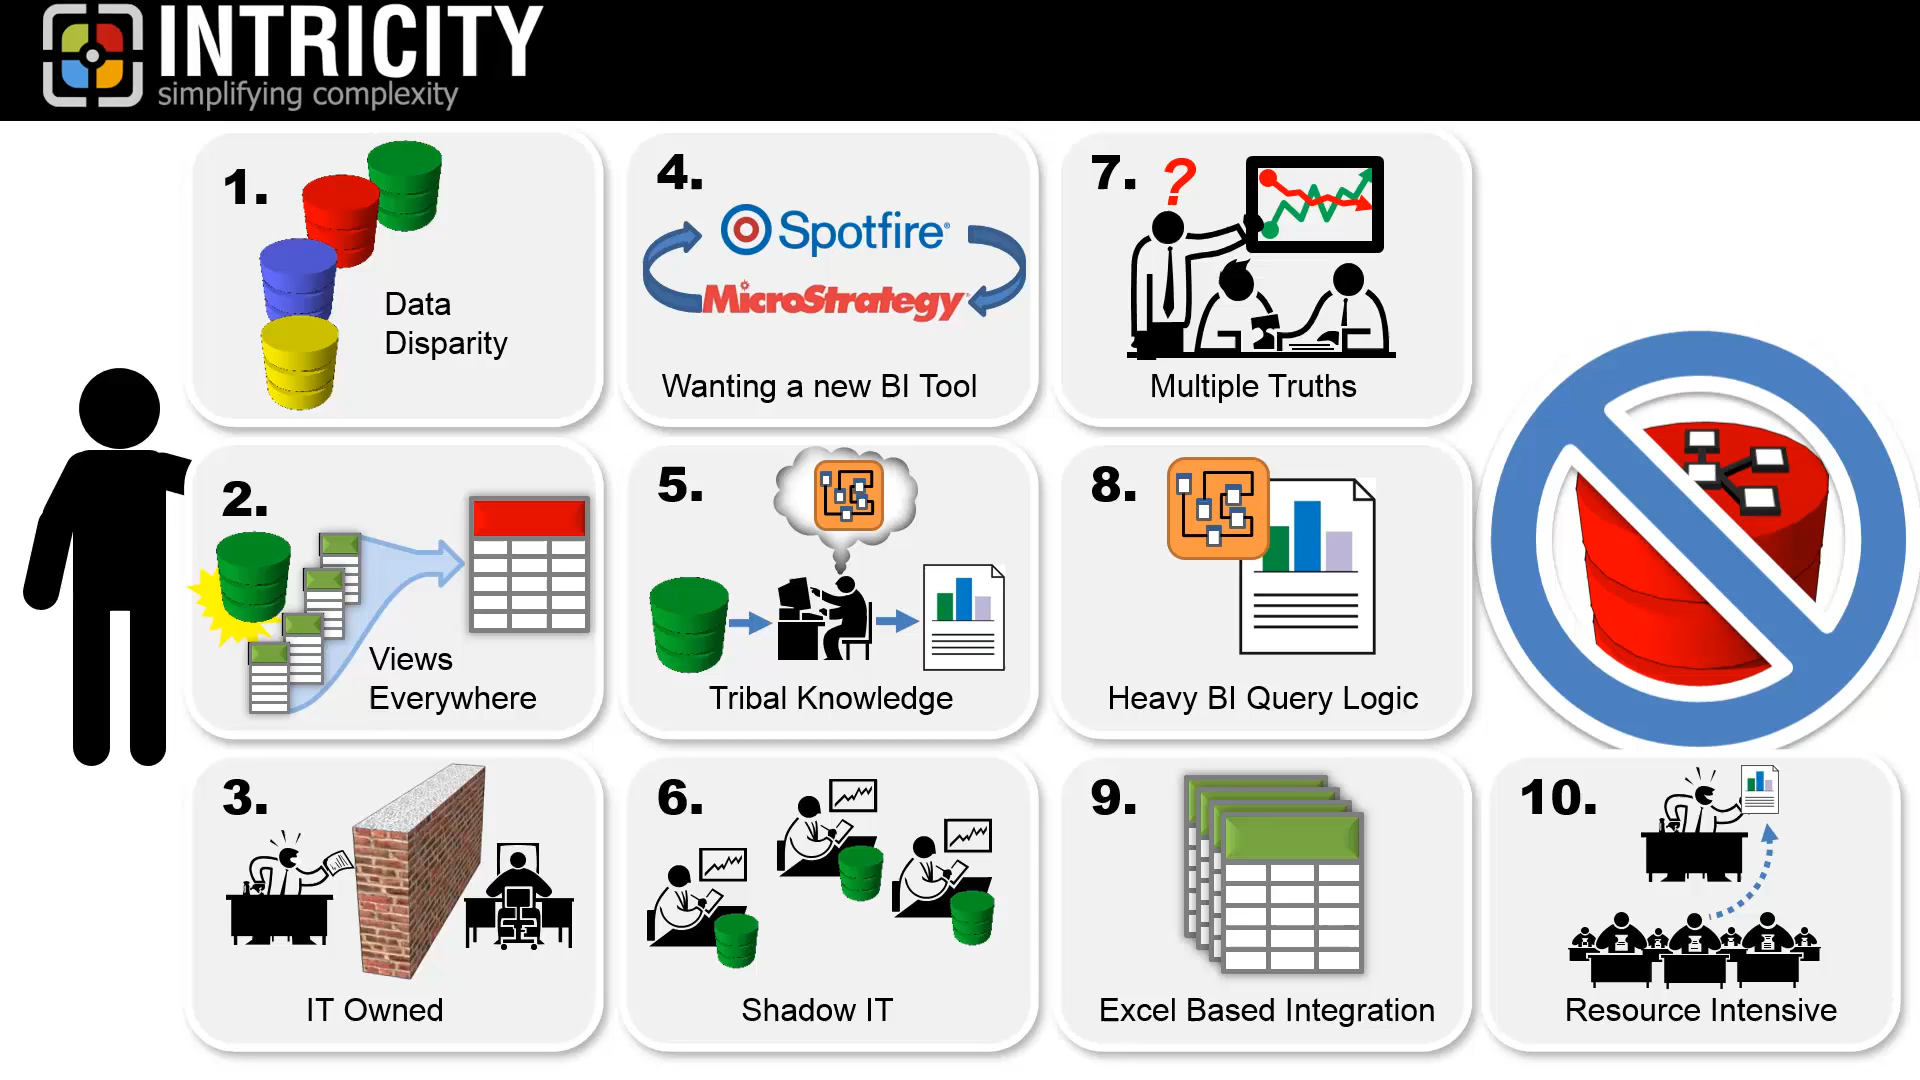 INTRICITY
simplifying complexity
1.
Data
Disparity
2.
Views
Everywhere
3.
IT Owned
4.
Spotfire
MicroStrategy
Wanting a new BI Tool
5.
Tribal Knowledge
6.
Shadow IT
7.
?
Multiple Truths
8.
Heavy BI Query Logic
9.
Excel Based Integration
10.
Resource Intensive